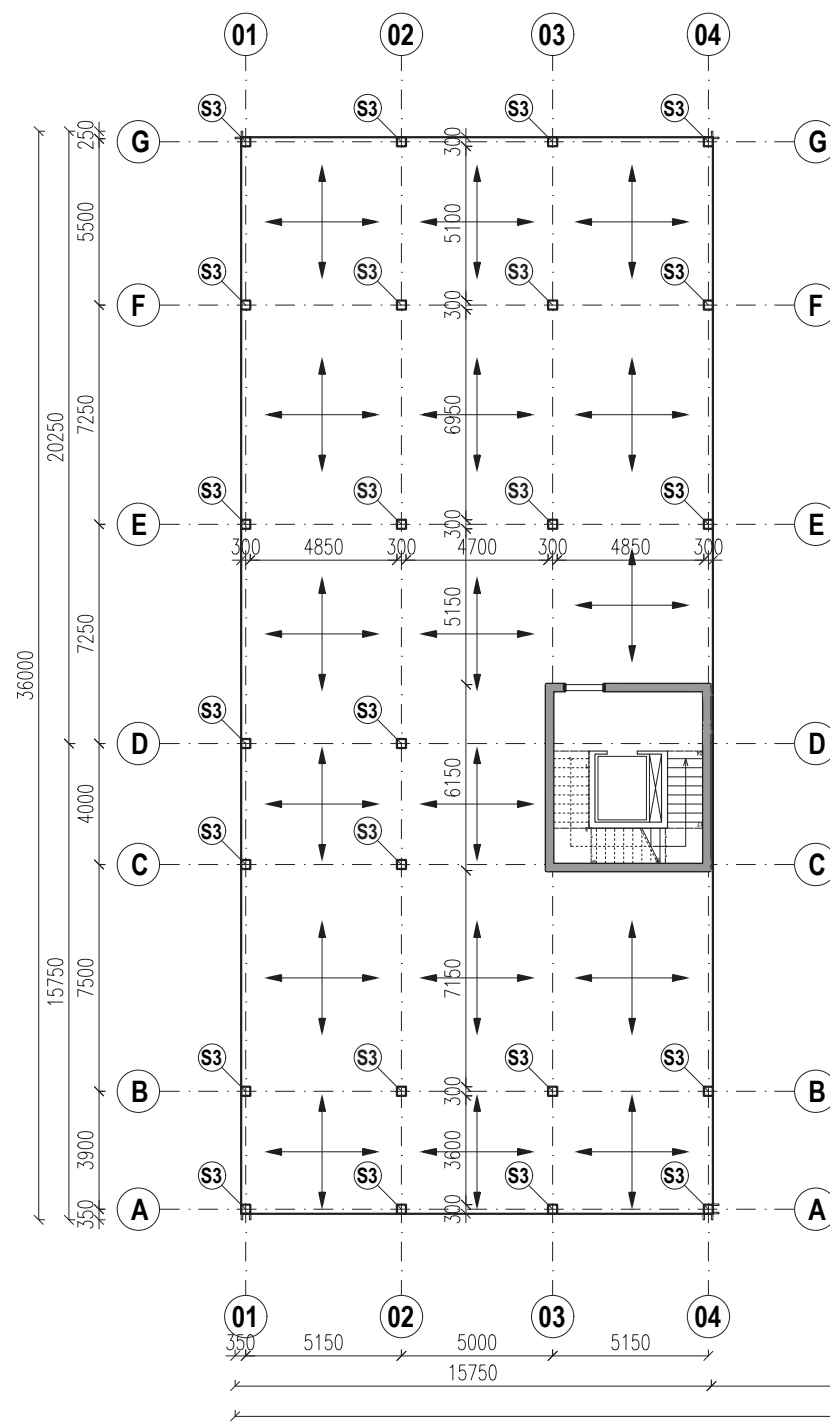 01 02 03 04
S3 S3 S3 S3
250 G 300 G
5500 5100
S3 S3 S3 S3
F 300 F
36000 20250 7250 6950
S3 S3 S3 S3
E 300 E
300 4850 300 4700 300 4850 300
7250 5150
S3 S3
D D
4000 6150
S3 S3
C C
15750 7500 7150
S3 S3 S3 S3
B 300 B
3900 3600
S3 S3 S3 S3
350 A 300 A
01 02 03 04
350 5150 5000 5150
15750